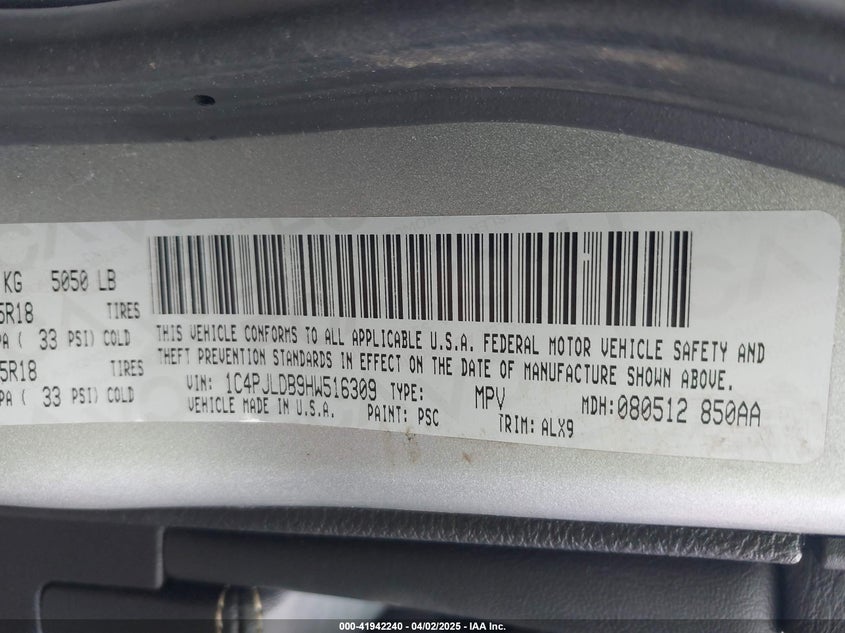 KG 5050 LB
5R18 TIRES
PA ( 33 PSI) COLD
5R18 TIRES
PA ( 33 PSI) COLD
THIS VEHICLE CONFORMS TO ALL APPLICABLE U.S.A. FEDERAL MOTOR VEHICLE SAFETY AND
THEFT PREVENTION STANDARDS IN EFFECT ON THE DATE OF MANUFACTURE SHOWN ABOVE.
VIN: 1C4PJLDB9HW516309 TYPE: MPV MDH: 080512 850AA
VEHICLE MADE IN U.S.A. PAINT: PSC TRIM: ALX9
000-41942240 - 04/02/2025 - IAA Inc.